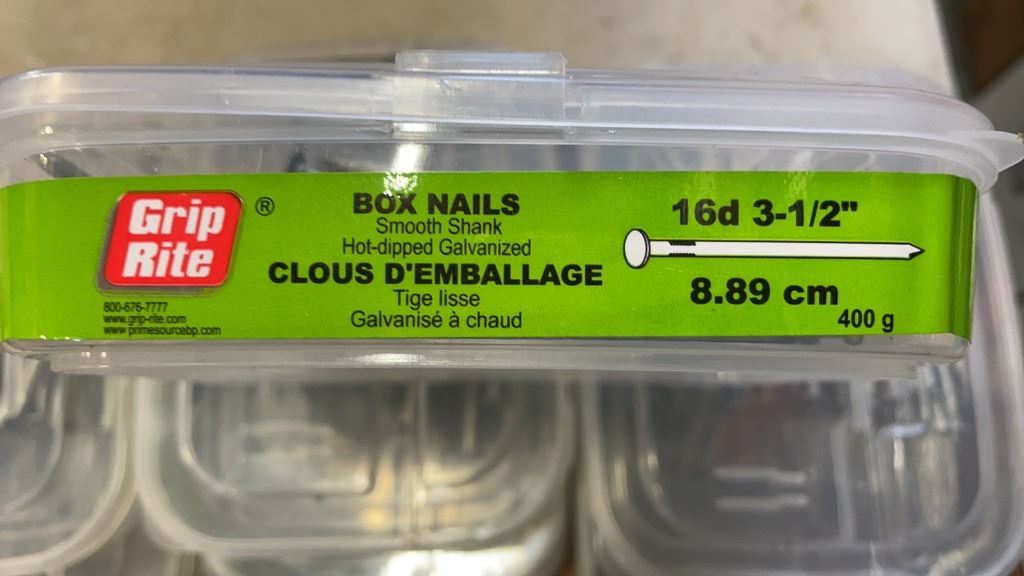 Grip
Rite
®
800-676-7777
www.grip-rite.com
www.primesourcebp.com
BOX NAILS
Smooth Shank
Hot-dipped Galvanized
CLOUS D'EMBALLAGE
Tige lisse
Galvanisé à chaud
16d 3-1/2"
8.89 cm
400 g